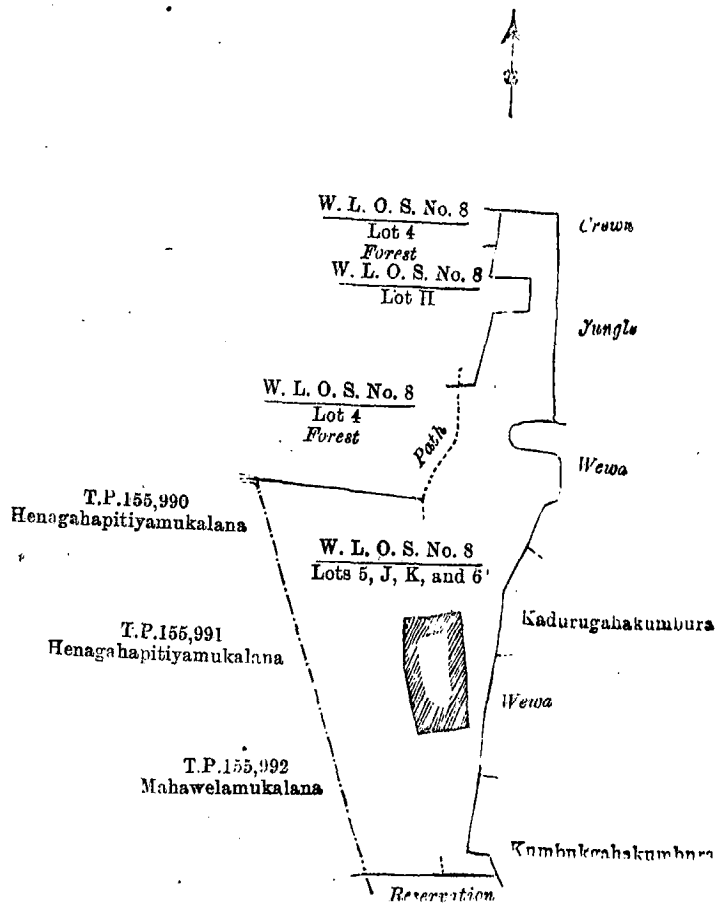 W. L. O. S. No. 8
Lot 4
Forest
Crown
W. L. O. S. No. 8
Lot II
Jungle
W. L. O. S. No. 8
Lot 4
Forest
Path
Wewa
T.P.155,990
Henagahapitiyamukalana
W. L. O. S. No. 8
Lots 5, J, K, and 6
Kadurugahakumbura
T.P.155,991
Henagahapitiyamukalana
Wewa
T.P.155,992
Mahawelamukalana
Kumbukgahakumbura
Reservation